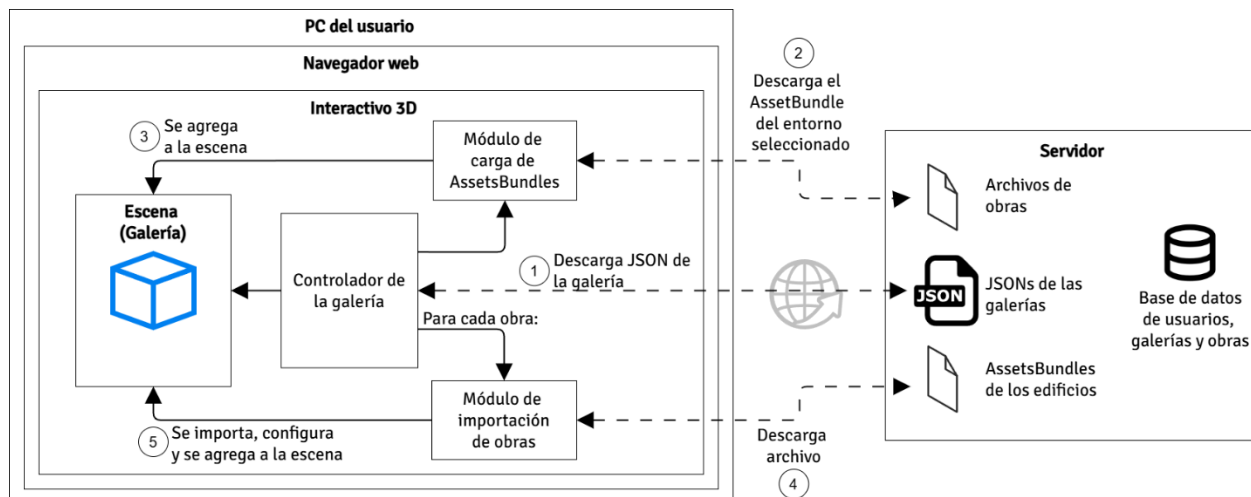 PC del usuario
Navegador web
Interactivo 3D
3
Se agrega
a la escena
Módulo de
carga de
AssetsBundles
Escena
(Galería)
Controlador de
la galería
1
Descarga JSON de
la galería
Para cada obra:
Módulo de
importación
de obras
5
Se importa, configura
y se agrega a la escena
2
Descarga el
AssetBundle
del entorno
seleccionado
Descarga
archivo
4
Servidor
Archivos de
obras
JSON
JSONs de las
galerías
AssetsBundles
de los edificios
Base de datos
de usuarios,
galerías y obras